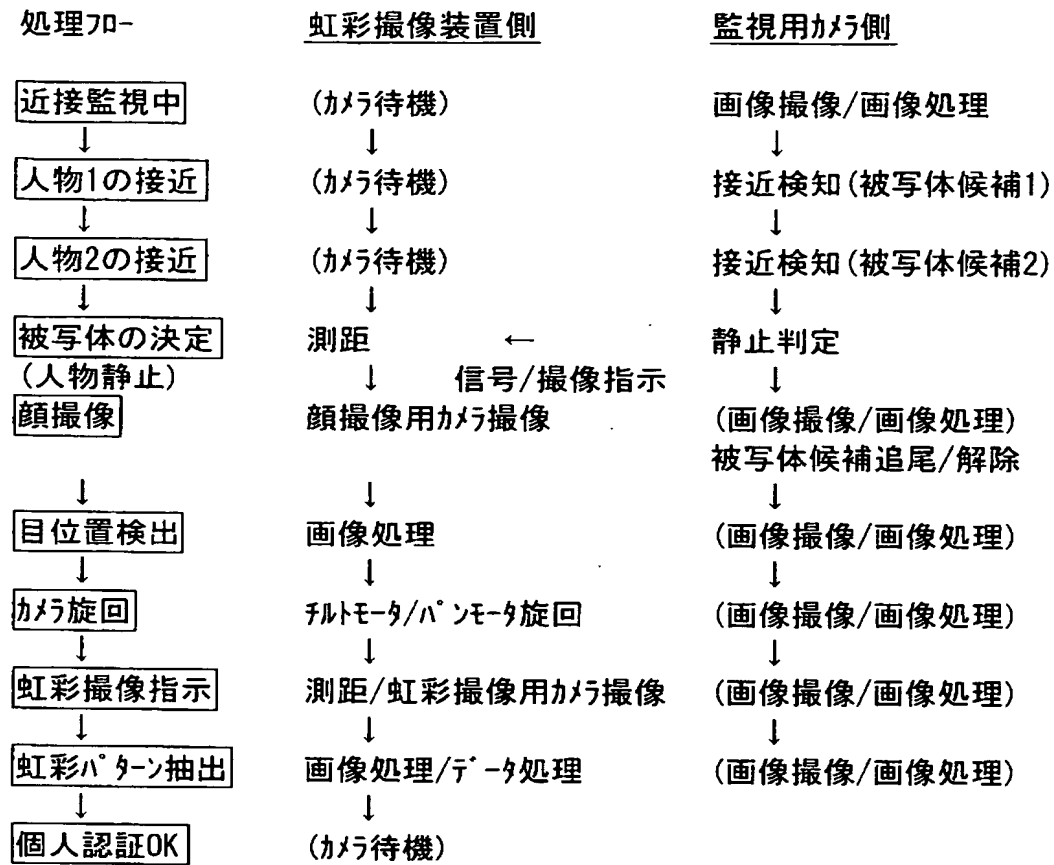 処理ﾌﾛｰ 虹彩撮像装置側 監視用ｶﾒﾗ側
近接監視中 (ｶﾒﾗ待機) 画像撮像/画像処理
↓ ↓ ↓
人物1の接近 (ｶﾒﾗ待機) 接近検知(被写体候補1)
↓ ↓ ↓
人物2の接近 (ｶﾒﾗ待機) 接近検知(被写体候補2)
↓ ↓ ↓
被写体の決定 測距 ← 静止判定
(人物静止) ↓ 信号/撮像指示 ↓
顔撮像 顔撮像用ｶﾒﾗ撮像 (画像撮像/画像処理)
被写体候補追尾/解除
↓ ↓ ↓
目位置検出 画像処理 (画像撮像/画像処理)
↓ ↓ ↓
ｶﾒﾗ旋回 ﾁﾙﾄﾓｰﾀ/ﾊﾟﾝﾓｰﾀ旋回 (画像撮像/画像処理)
↓ ↓ ↓
虹彩撮像指示 測距/虹彩撮像用ｶﾒﾗ撮像 (画像撮像/画像処理)
↓ ↓ ↓
虹彩ﾊﾟﾀｰﾝ抽出 画像処理/ﾃﾞｰﾀ処理 (画像撮像/画像処理)
↓ ↓
個人認証OK (ｶﾒﾗ待機)